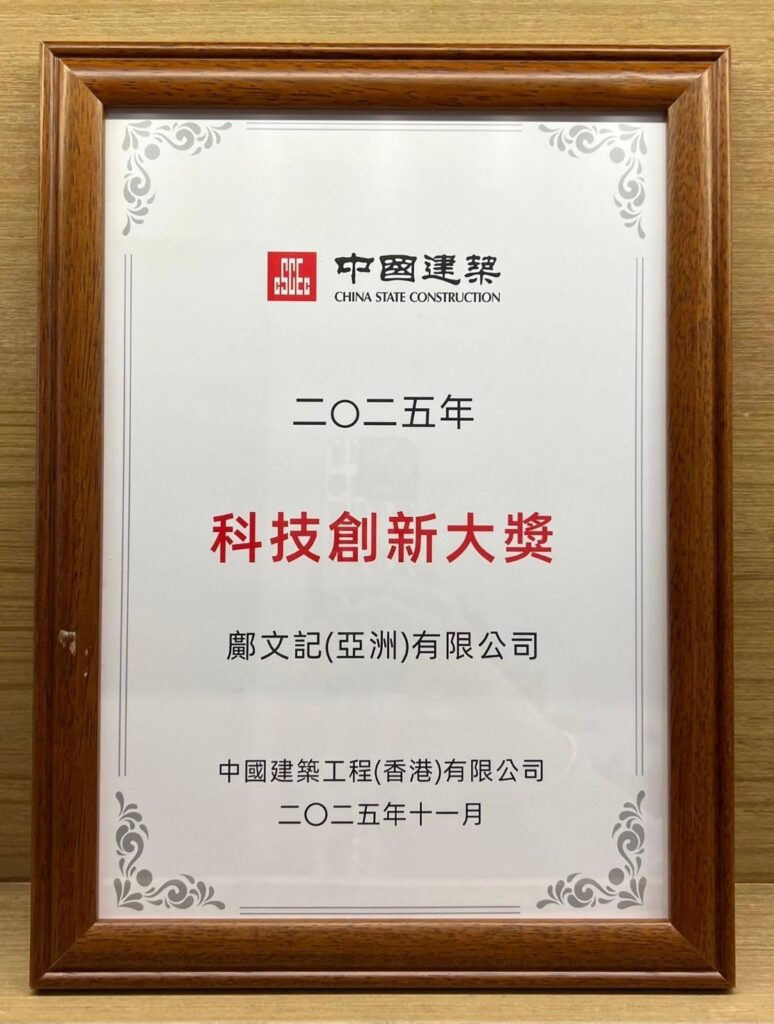 CSCEC
中國建築
CHINA STATE CONSTRUCTION
二〇二五年
科技創新大獎
鄺文記(亞洲)有限公司
中國建築工程(香港)有限公司
二〇二五年十一月